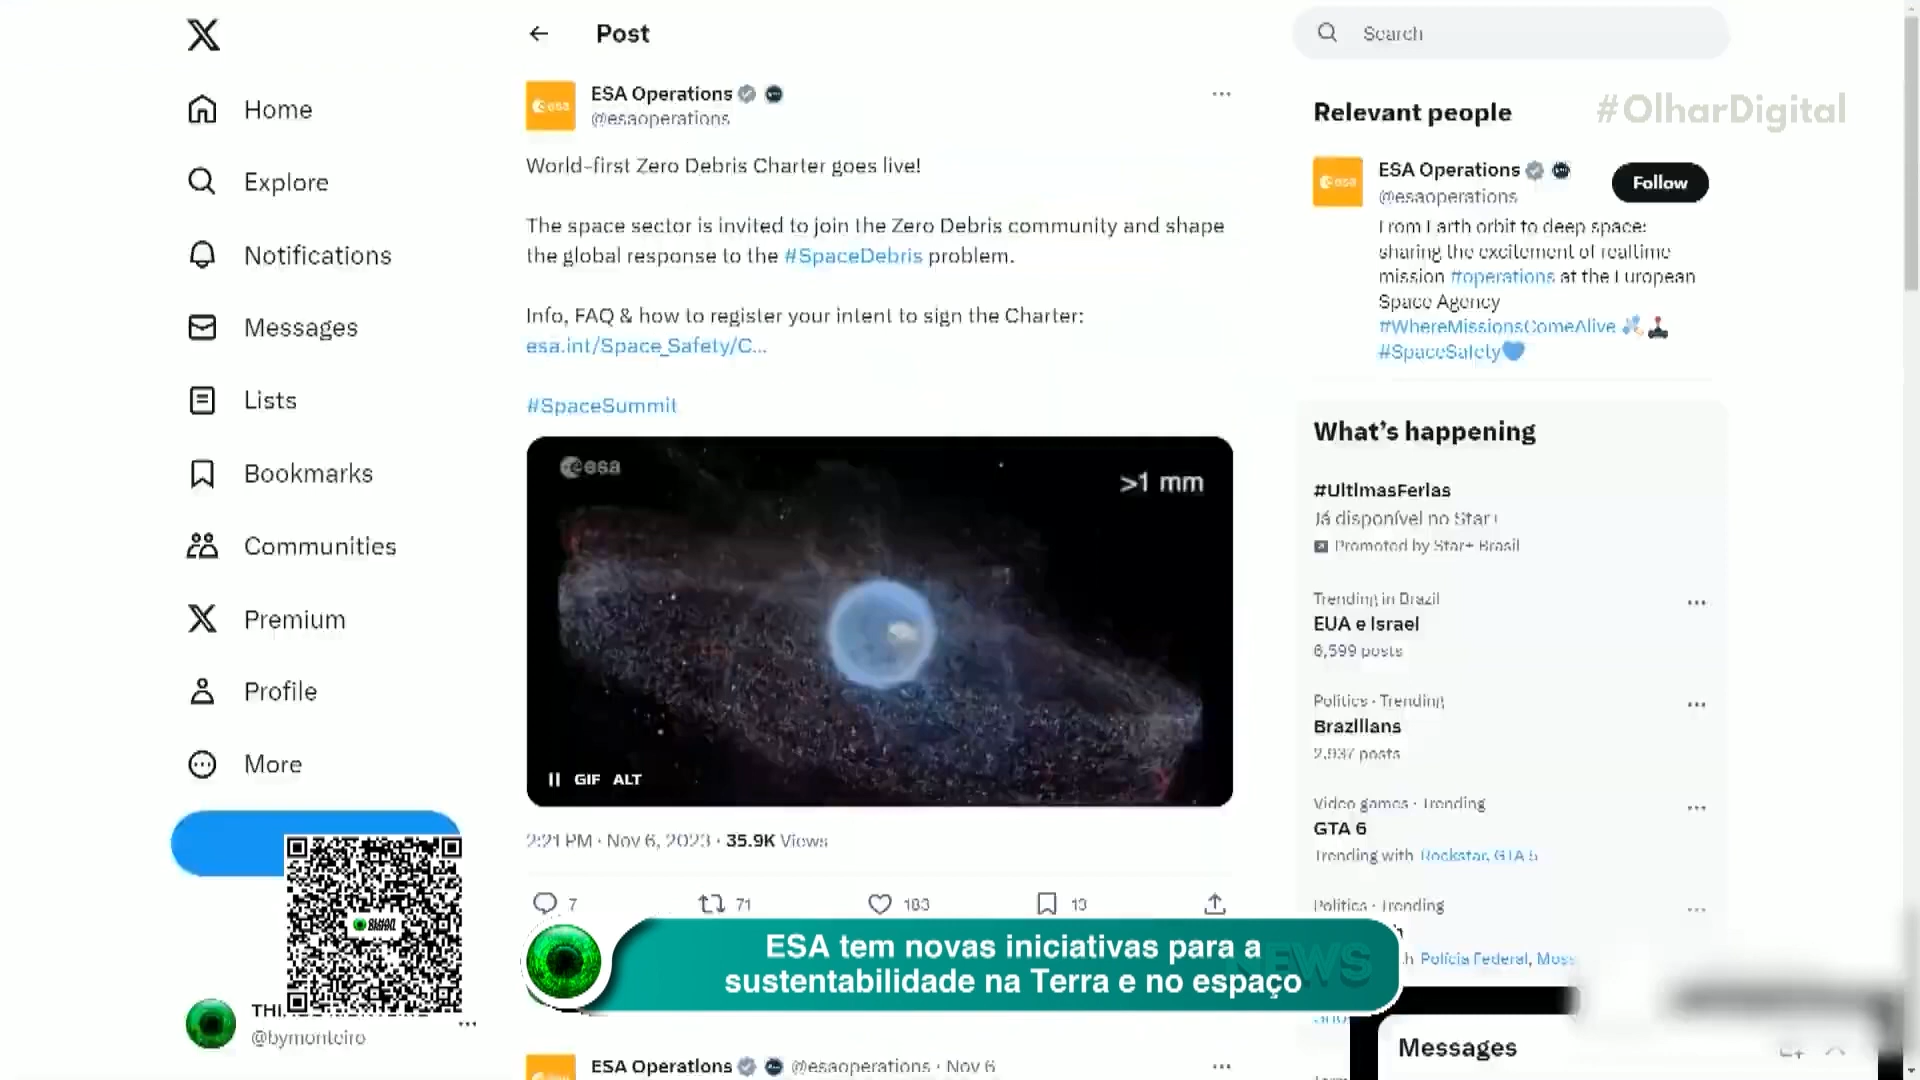 Home
Explore
Notifications
Messages
Lists
Bookmarks
Communities
Premium
Profile
More
@bymonteiro
Post
esa
ESA Operations
@esaoperations
World-first Zero Debris Charter goes live!
The space sector is invited to join the Zero Debris community and shape
the global response to the #SpaceDebris problem.
Info, FAQ & how to register your intent to sign the Charter:
esa.int/Space_Safety/C...
#SpaceSummit
esa
>1 mm
GIF ALT
2:21 PM · Nov 6, 2023 · 35.9K Views
7
71
183
13
ESA tem novas iniciativas para a
sustentabilidade na Terra e no espaço
NEWS
ESA Operations @esaoperations · Nov 6
Search
#OlharDigital
Relevant people
esa
ESA Operations
@esaoperations
Follow
From Earth orbit to deep space:
sharing the excitement of realtime
mission #operations at the European
Space Agency
#WhereMissionsComeAlive
#SpaceSafety
What's happening
#UltimasFerias
Já disponível no Star+
Promoted by Star+ Brasil
Trending in Brazil
EUA e Israel
6,599 posts
Politics · Trending
Brazilians
2,937 posts
Video games · Trending
GTA 6
Trending with Rockstar, GTA 5
Politics · Trending
Polícia Federal, Moss
Messages